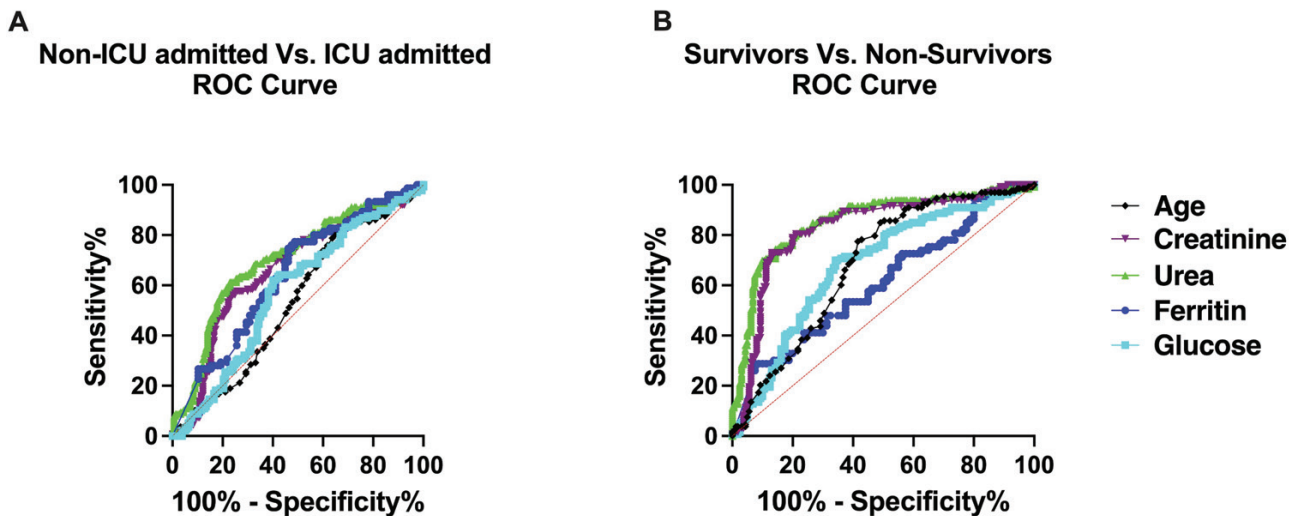 A
Non-ICU admitted Vs. ICU admitted
ROC Curve
100
80
60
40
20
0
Sensitivity%
0 20 40 60 80 100
100% - Specificity%
B
Survivors Vs. Non-Survivors
ROC Curve
100
80
60
40
20
0
Sensitivity%
0 20 40 60 80 100
100% - Specificity%
Age
Creatinine
Urea
Ferritin
Glucose